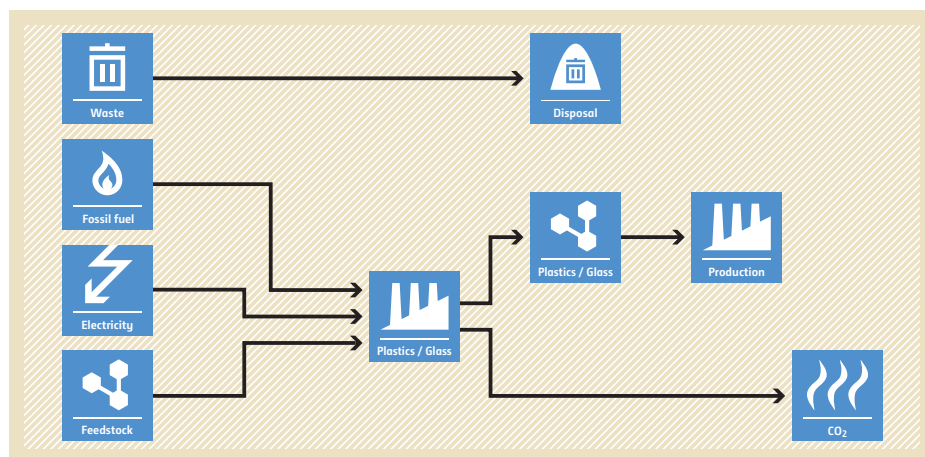 Waste
Disposal
Fossil fuel
Plastics / Glass
Production
Electricity
Plastics / Glass
Feedstock
CO₂